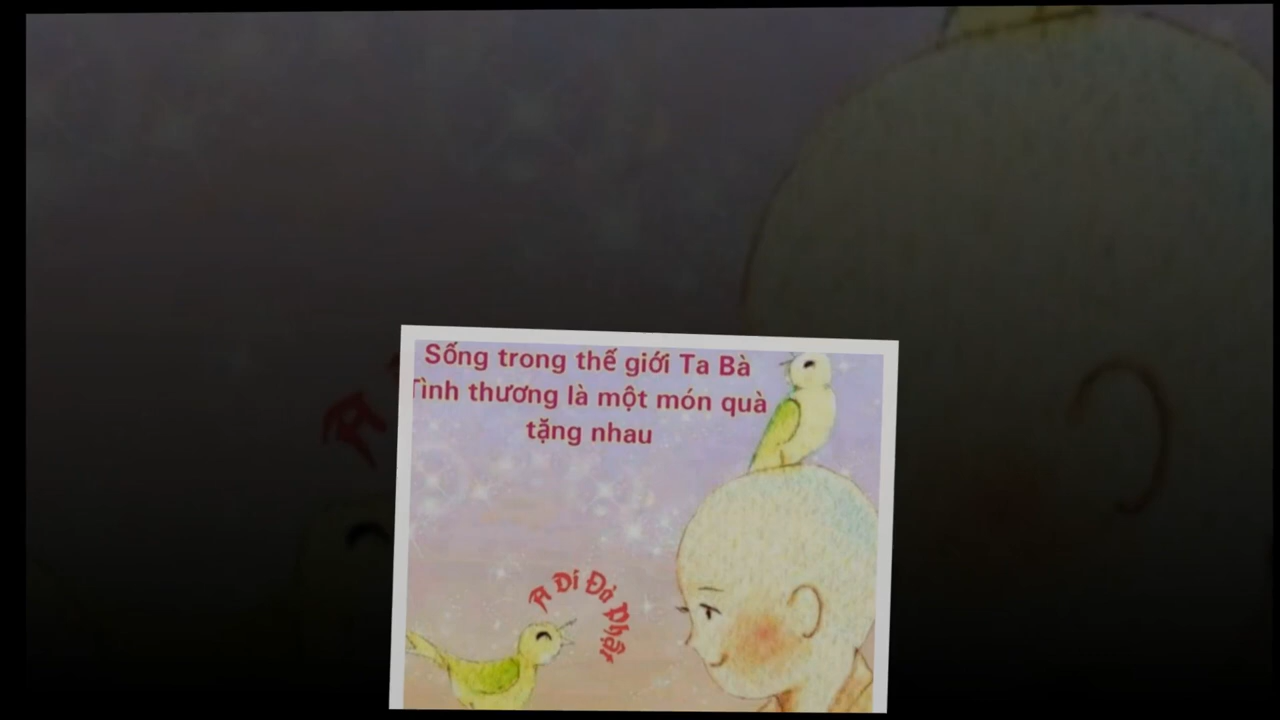 Sống trong thế giới Ta Bà
Tình thương là một món quà
tặng nhau
A Di Đà Phật